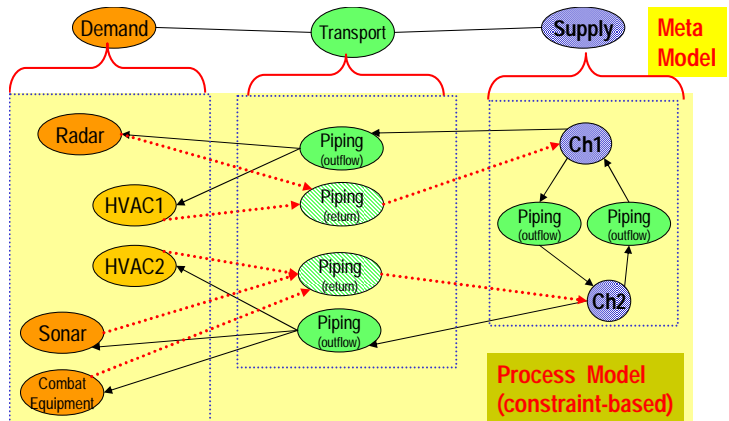 Demand
Transport
Supply
Meta
Model
Radar
Piping
(outflow)
Ch1
HVAC1
Piping
(return)
Piping
(outflow)
Piping
(outflow)
HVAC2
Piping
(return)
Ch2
Sonar
Piping
(outflow)
Combat
Equipment
Process Model
(constraint-based)